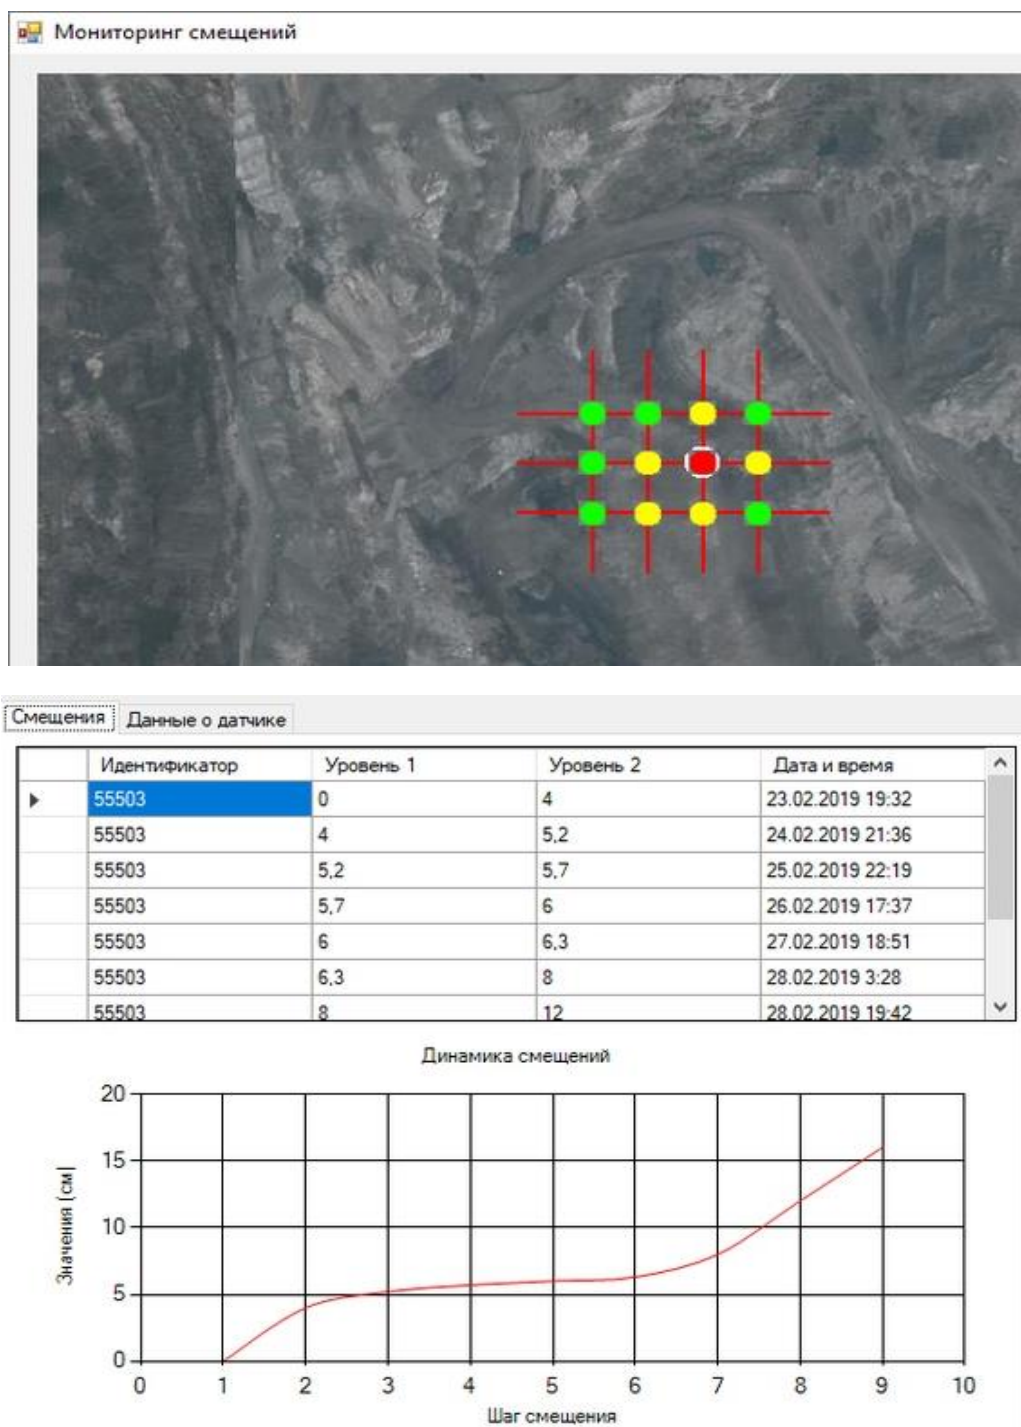 Мониторинг смещений
Смещения Данные о датчике
Идентификатор Уровень 1 Уровень 2 Дата и время
55503 0 4 23.02.2019 19:32
55503 4 5,2 24.02.2019 21:36
55503 5,2 5,7 25.02.2019 22:19
55503 5,7 6 26.02.2019 17:37
55503 6 6,3 27.02.2019 18:51
55503 6,3 8 28.02.2019 3:28
55503 8 12 28.02.2019 19:42
Динамика смещений
20
15
10
5
0
Значения (см)
0 1 2 3 4 5 6 7 8 9 10
Шаг смещения